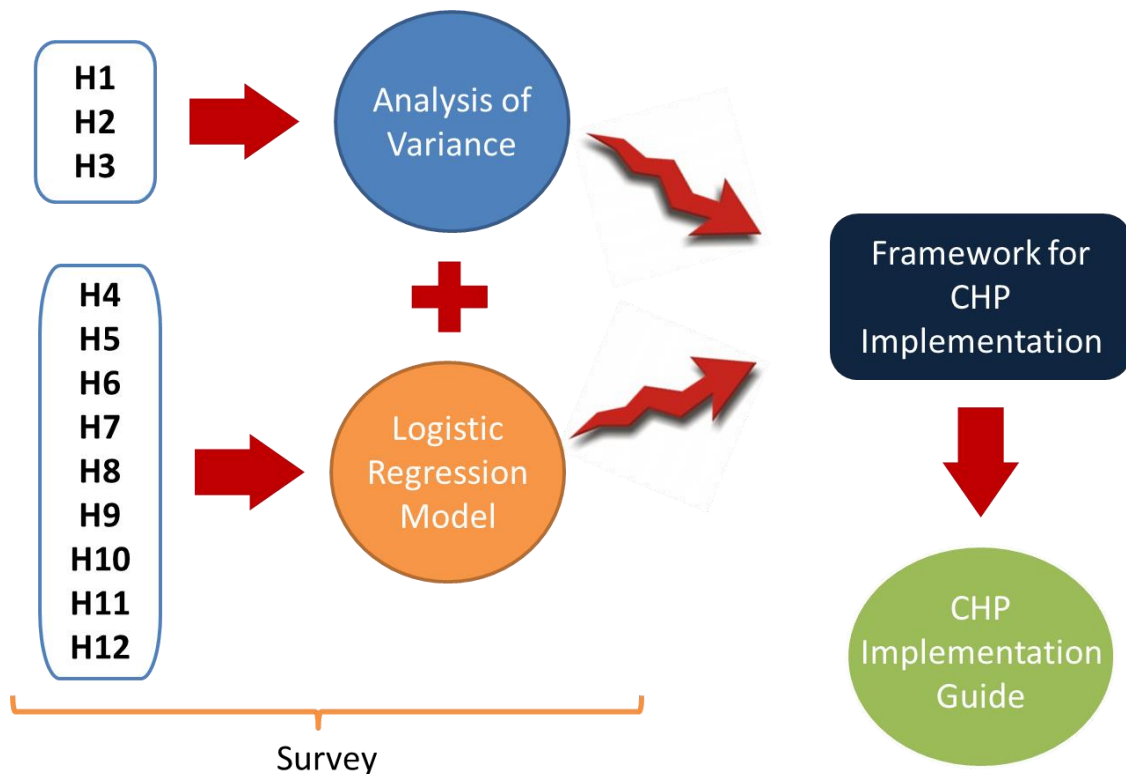 H1
H2
H3
Analysis of
Variance
H4
H5
H6
H7
H8
H9
H10
H11
H12
Logistic
Regression
Model
Framework for
CHP
Implementation
CHP
Implementation
Guide
Survey